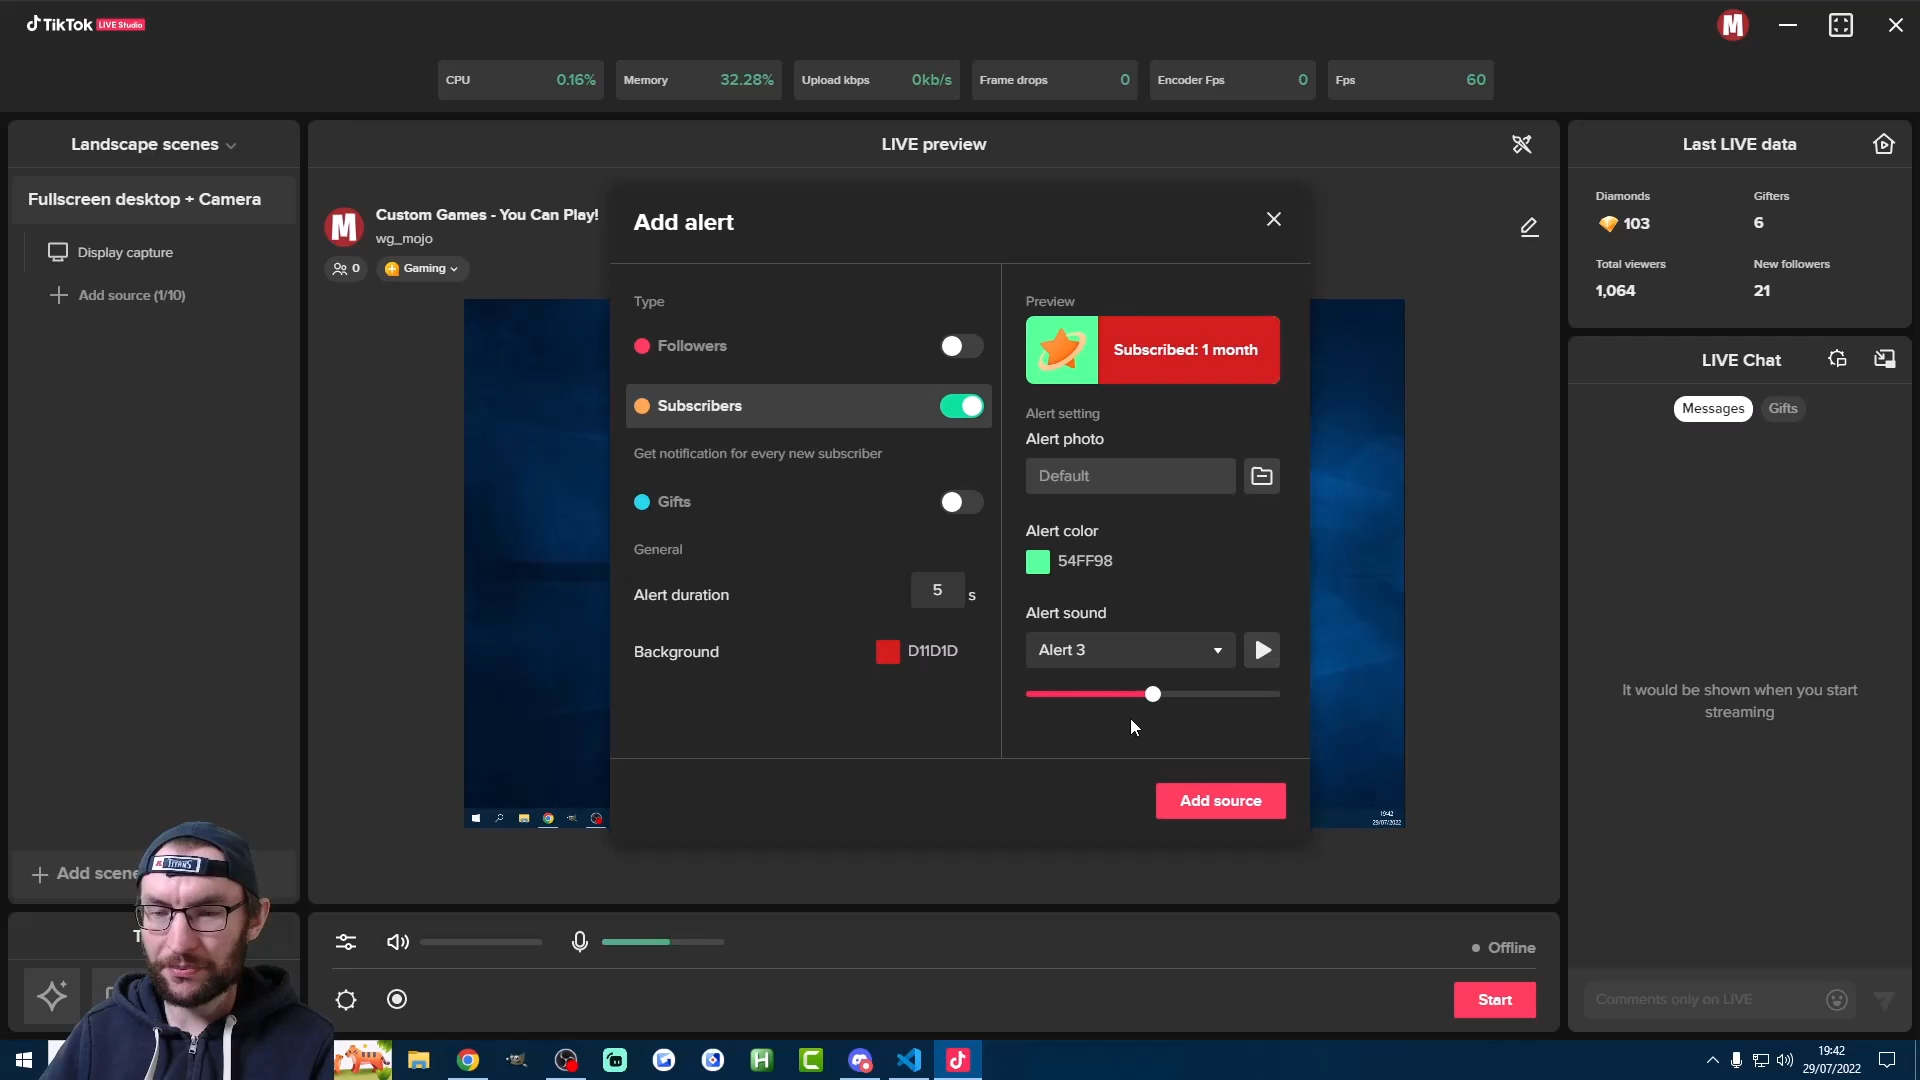 TikTok LIVE Studio
M
CPU 0.16%
Memory 32.28%
Upload kbps 0kb/s
Frame drops 0
Encoder Fps 0
Fps 60
Landscape scenes
Fullscreen desktop + Camera
Display capture
Add source (1/10)
Add scene
LIVE preview
M
Custom Games - You Can Play!
wg_mojo
0
Gaming
Add alert
Type
Followers
Subscribers
Get notification for every new subscriber
Gifts
General
Alert duration 5 s
Background D11D1D
Preview
Subscribed: 1 month
Alert setting
Alert photo
Default
Alert color
54FF98
Alert sound
Alert 3
Add source
19:42
29/07/2022
Offline
Start
Last LIVE data
Diamonds
103
Gifters
6
Total viewers
1,064
New followers
21
LIVE Chat
Messages
Gifts
It would be shown when you start
streaming
Comments only on LIVE
TITANS
H
C
19:42
29/07/2022